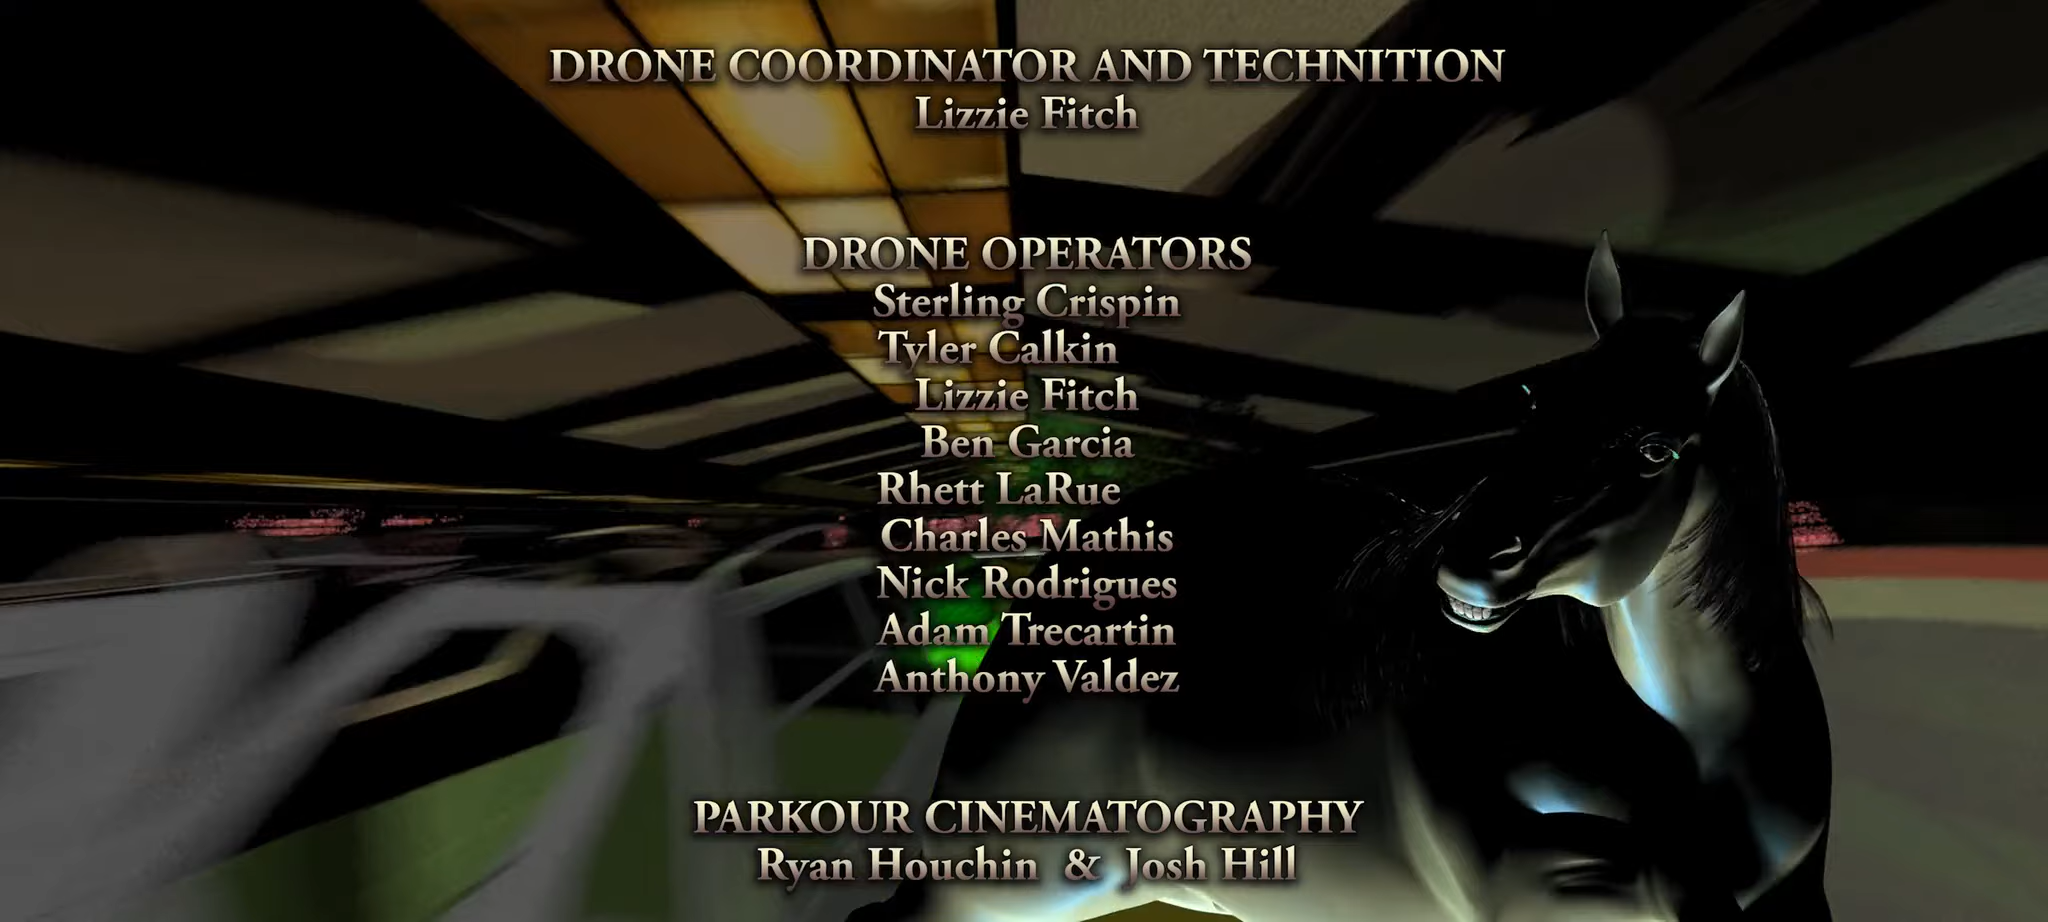 DRONE COORDINATOR AND TECHNITION
Lizzie Fitch
DRONE OPERATORS
Sterling Crispin
Tyler Calkin
Lizzie Fitch
Ben Garcia
Rhett LaRue
Charles Mathis
Nick Rodrigues
Adam Trecartin
Anthony Valdez
PARKOUR CINEMATOGRAPHY
Ryan Houchin & Josh Hill